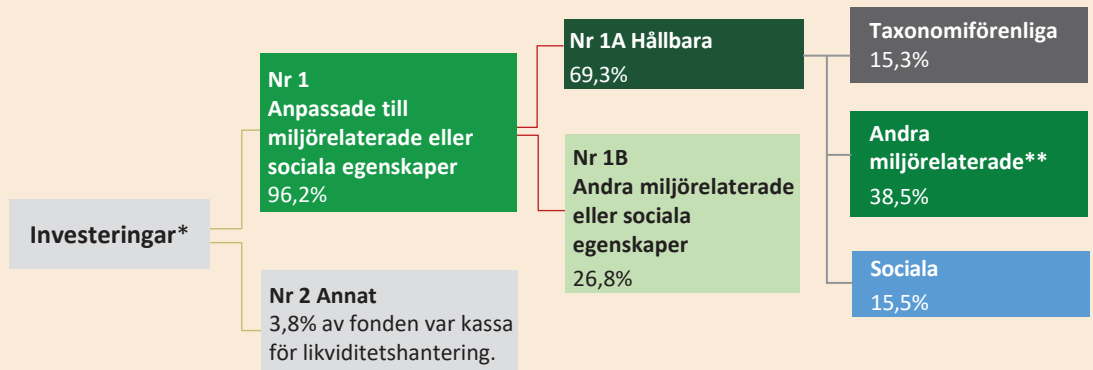 Investeringar*
Nr 1
Anpassade till
miljörelaterade eller
sociala egenskaper
96,2%
Nr 2 Annat
3,8% av fonden var kassa
för likviditetshantering.
Nr 1A Hållbara
69,3%
Nr 1B
Andra miljörelaterade
eller sociala
egenskaper
26,8%
Taxonomiförenliga
15,3%
Andra
miljörelaterade**
38,5%
Sociala
15,5%